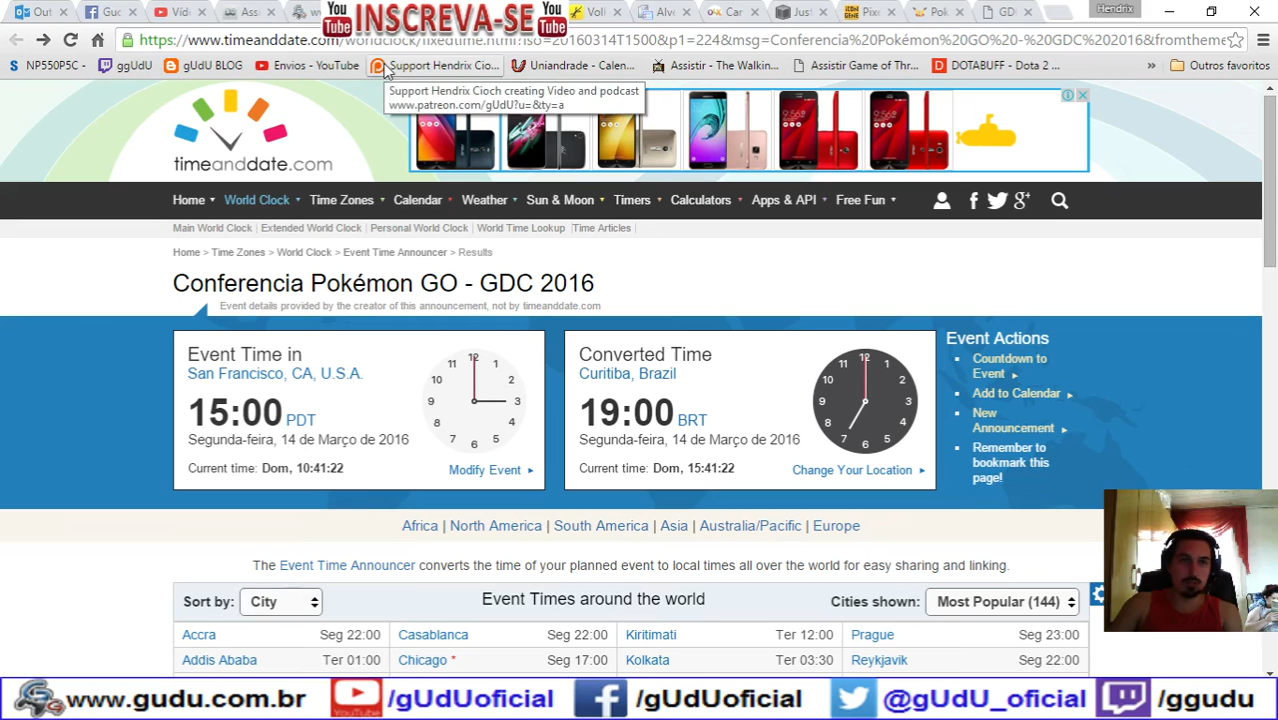 You Tube INSCREVA-SE You Tube
Hendrix
https://www.timeanddate.com/worldclock/fixedtime.html?iso=20160314T1500&p1=224&msg=Conferencia%20Pokémon%20GO%20-%20GDC%202016&fromtheme
NP550P5C - ggUdU gUdU BLOG Envios - YouTube Support Hendrix Cio... Uniandrade - Calen... Assistir - The Walkin... Assistir Game of Thr... DOTABUFF - Dota 2 ... » Outros favoritos
Support Hendrix Cioch creating Video and podcast
www.patreon.com/gUdU?u=&ty=a
timeanddate.com
Home World Clock Time Zones Calendar Weather Sun & Moon Timers Calculators Apps & API Free Fun
Main World Clock Extended World Clock Personal World Clock World Time Lookup Time Articles
Home > Time Zones > World Clock > Event Time Announcer > Results
Conferencia Pokémon GO - GDC 2016
Event details provided by the creator of this announcement, not by timeanddate.com
Event Time in
San Francisco, CA, U.S.A.
15:00 PDT
Segunda-feira, 14 de Março de 2016
Current time: Dom, 10:41:22
Modify Event
Converted Time
Curitiba, Brazil
19:00 BRT
Segunda-feira, 14 de Março de 2016
Current time: Dom, 15:41:22
Change Your Location
Event Actions
Countdown to
Event
Add to Calendar
New
Announcement
Remember to
bookmark this
page!
Africa | North America | South America | Asia | Australia/Pacific | Europe
The Event Time Announcer converts the time of your planned event to local times all over the world for easy sharing and linking.
Sort by: City Event Times around the world Cities shown: Most Popular (144)
Accra Seg 22:00 Casablanca Seg 22:00 Kiritimati Ter 12:00 Prague Seg 23:00
Addis Ababa Ter 01:00 Chicago * Seg 17:00 Kolkata Ter 03:30 Reykjavik Seg 22:00
www.gudu.com.br YouTube /gUdUoficial /gUdUoficial @gUdU_oficial /ggudu